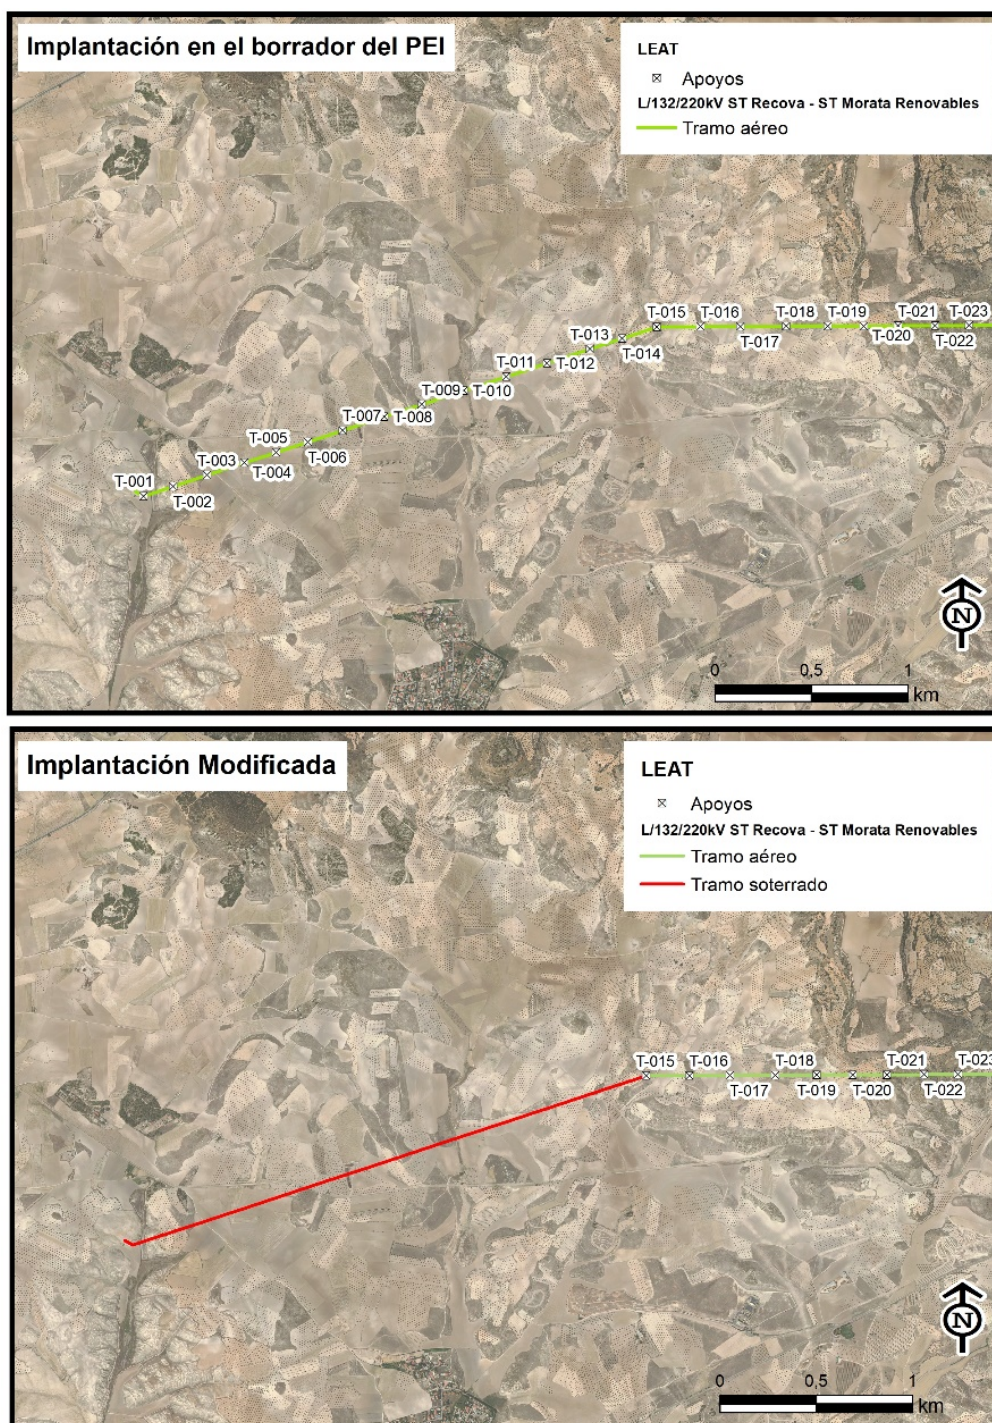 Implantación en el borrador del PEI
LEAT
Apoyos
L/132/220kV ST Recova - ST Morata Renovables
Tramo aéreo
T-015
T-016
T-018
T-019
T-021
T-023
T-013
T-017
T-020
T-022
T-014
T-011
T-012
T-009
T-010
T-007
T-008
T-005
T-006
T-003
T-004
T-001
T-002
N
0 0,5 1
km
Implantación Modificada
LEAT
Apoyos
L/132/220kV ST Recova - ST Morata Renovables
Tramo aéreo
Tramo soterrado
T-015
T-016
T-018
T-021
T-023
T-017
T-019
T-020
T-022
N
0 0,5 1
km